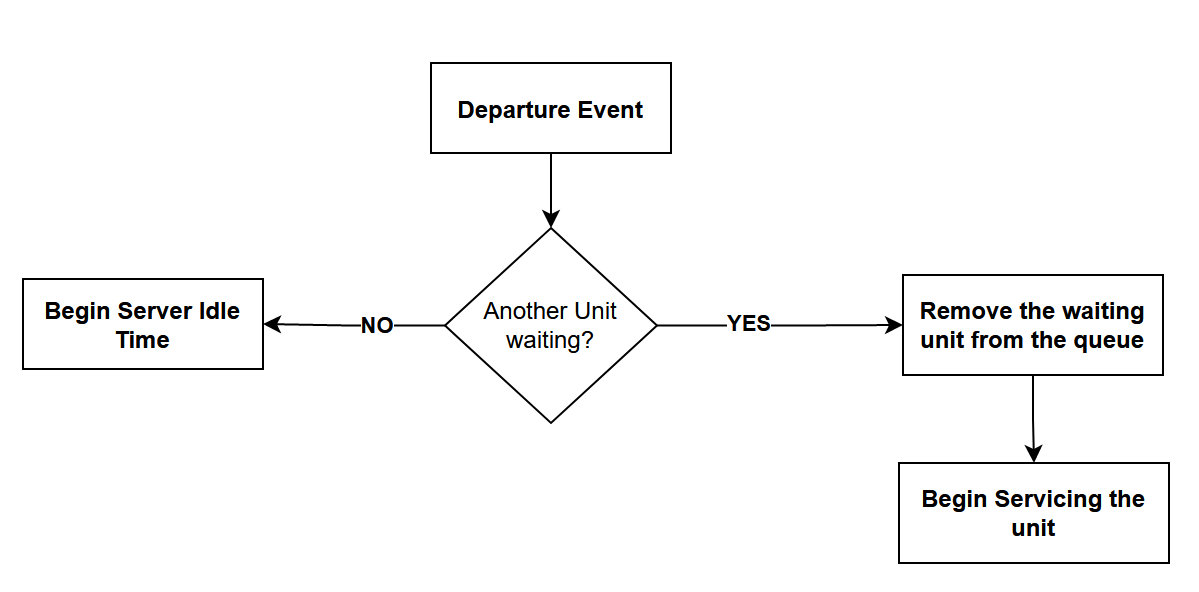 Departure Event
Another Unit
waiting?
NO
Begin Server Idle
Time
YES
Remove the waiting
unit from the queue
Begin Servicing the
unit